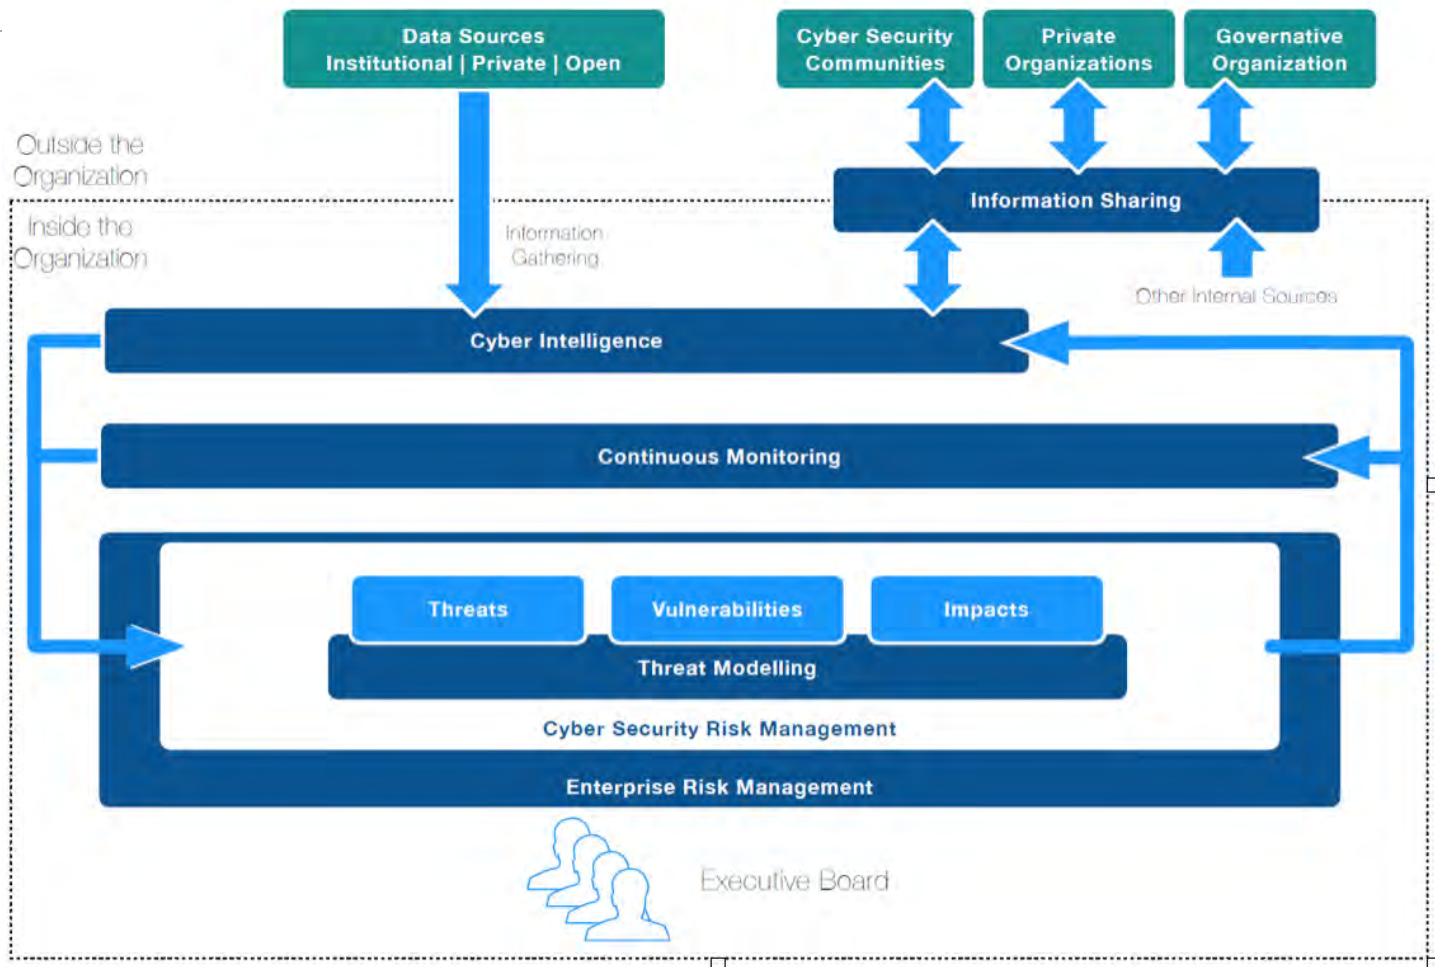 Data Sources
Institutional | Private | Open
Cyber Security
Communities
Private
Organizations
Governative
Organization
Outside the
Organization
Information Sharing
Inside the
Organization
Information
Gathering
Other Internal Sources
Cyber Intelligence
Continuous Monitoring
Threats
Vulnerabilities
Impacts
Threat Modelling
Cyber Security Risk Management
Enterprise Risk Management
Executive Board